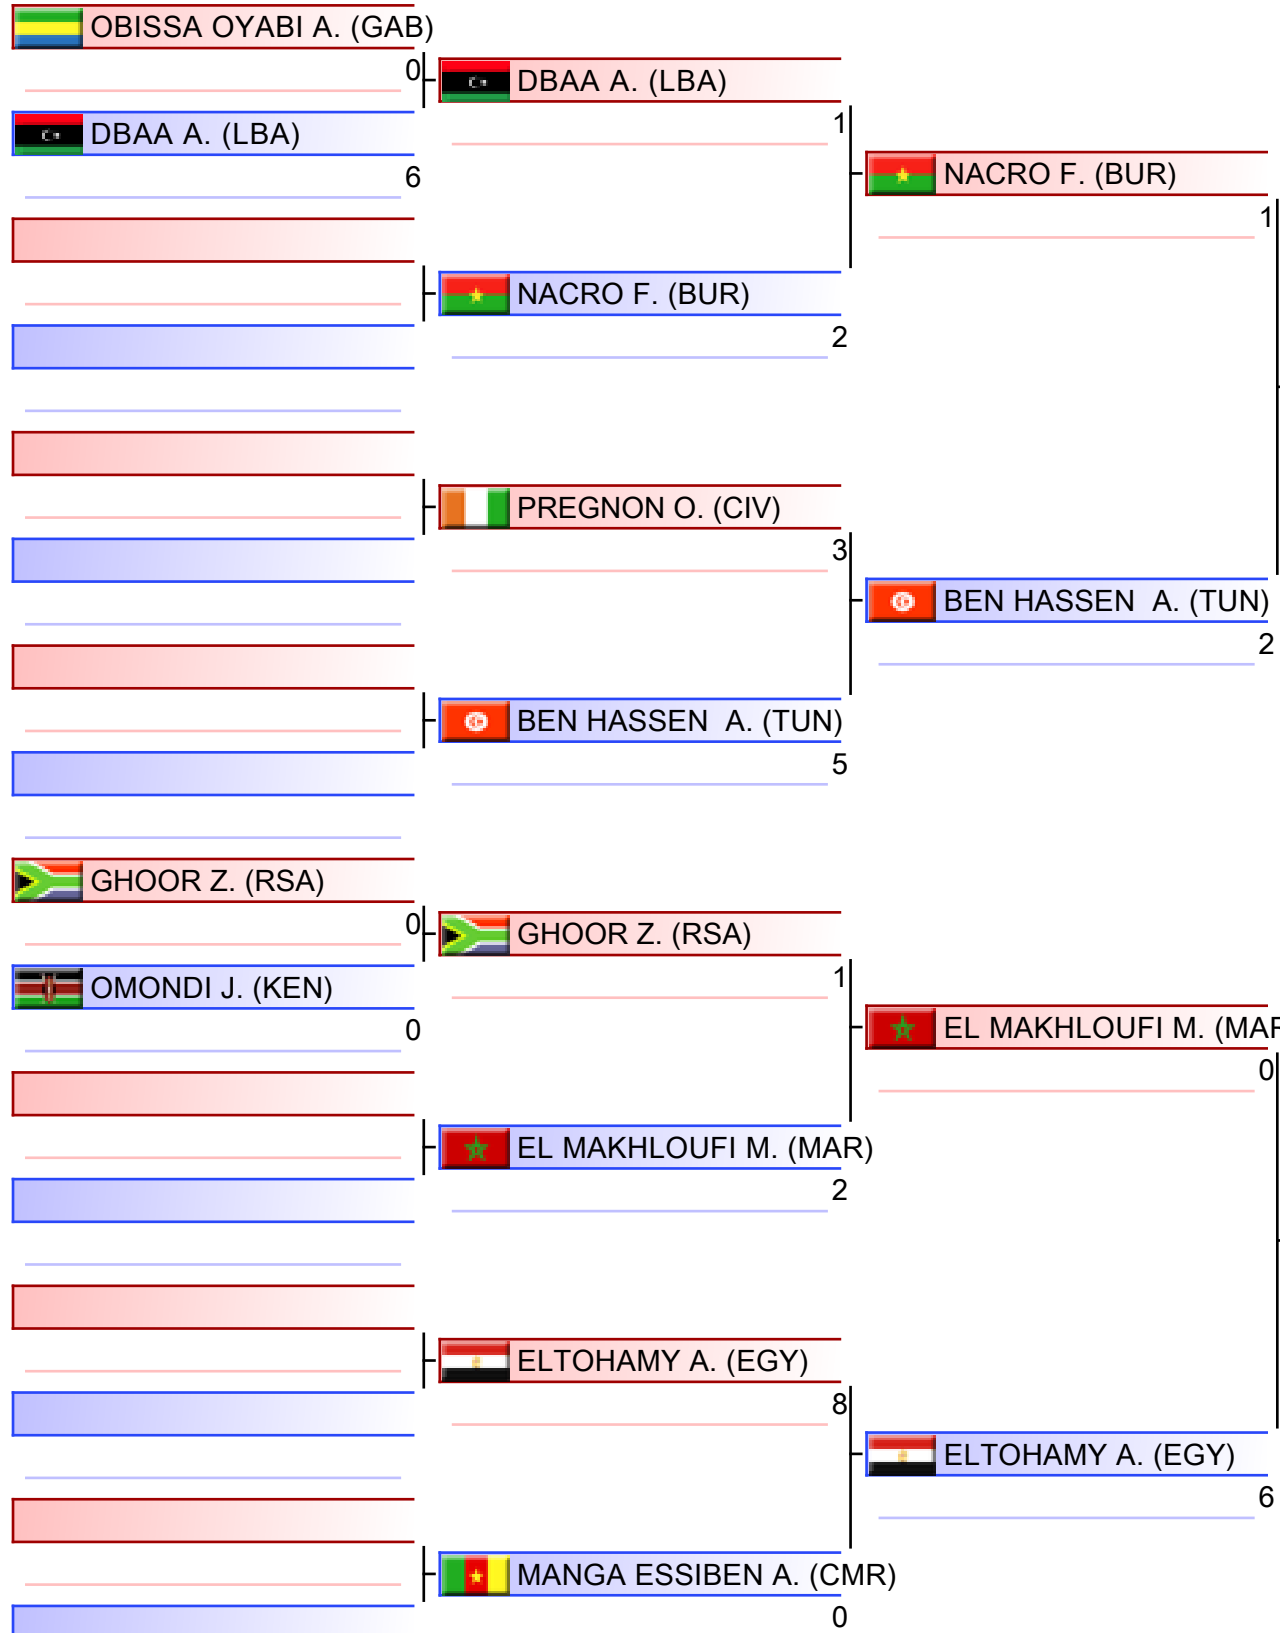 OBISSA OYABI A. (GAB)
0
DBAA A. (LBA)
6
DBAA A. (LBA)
1
NACRO F. (BUR)
2
NACRO F. (BUR)
1
PREGNON O. (CIV)
3
BEN HASSEN  A. (TUN)
5
BEN HASSEN  A. (TUN)
2
GHOOR Z. (RSA)
0
OMONDI J. (KEN)
0
GHOOR Z. (RSA)
1
EL MAKHLOUFI M. (MAR)
2
EL MAKHLOUFI M. (MAR
0
ELTOHAMY A. (EGY)
8
MANGA ESSIBEN A. (CMR)
0
ELTOHAMY A. (EGY)
6